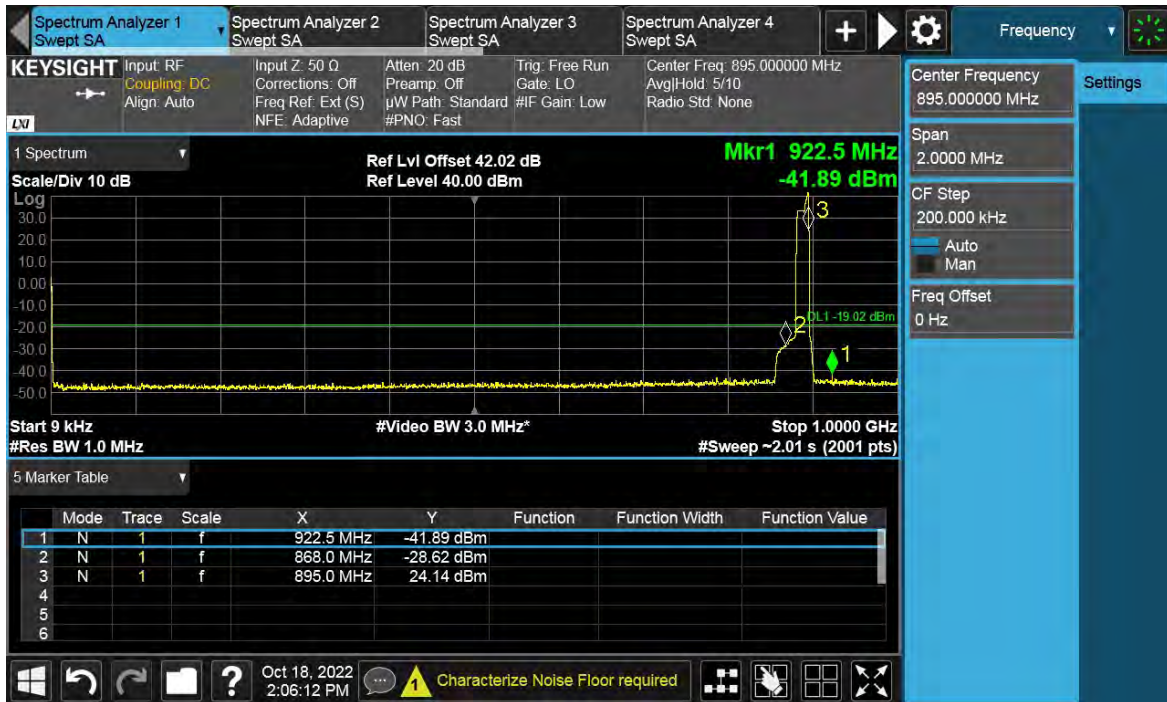 Spectrum Analyzer 1
Swept SA
Spectrum Analyzer 2
Swept SA
Spectrum Analyzer 3
Swept SA
Spectrum Analyzer 4
Swept SA
+
Frequency
KEYSIGHT
LXI
Input: RF
Coupling: DC
Align: Auto
Input Z: 50 Ω
Corrections: Off
Freq Ref: Ext (S)
NFE: Adaptive
Atten: 20 dB
Preamp: Off
µW Path: Standard
#PNO: Fast
Trig: Free Run
Gate: LO
#IF Gain: Low
Center Freq: 895.000000 MHz
Avg|Hold: 5/10
Radio Std: None
Center Frequency
895.000000 MHz
Settings
Span
2.0000 MHz
CF Step
200.000 kHz
Auto
Man
Freq Offset
0 Hz
1 Spectrum
Scale/Div 10 dB
Ref Lvl Offset 42.02 dB
Ref Level 40.00 dBm
Mkr1 922.5 MHz
-41.89 dBm
Log
30.0
20.0
10.0
0.00
-10.0
-20.0
-30.0
-40.0
-50.0
3
DL1 -19.02 dBm
2
1
Start 9 kHz
#Video BW 3.0 MHz*
Stop 1.0000 GHz
#Res BW 1.0 MHz
#Sweep ~2.01 s (2001 pts)
5 Marker Table
Mode Trace Scale X Y Function Function Width Function Value
1 N 1 f 922.5 MHz -41.89 dBm
2 N 1 f 868.0 MHz -28.62 dBm
3 N 1 f 895.0 MHz 24.14 dBm
4
5
6
?
Oct 18, 2022
2:06:12 PM
1
Characterize Noise Floor required